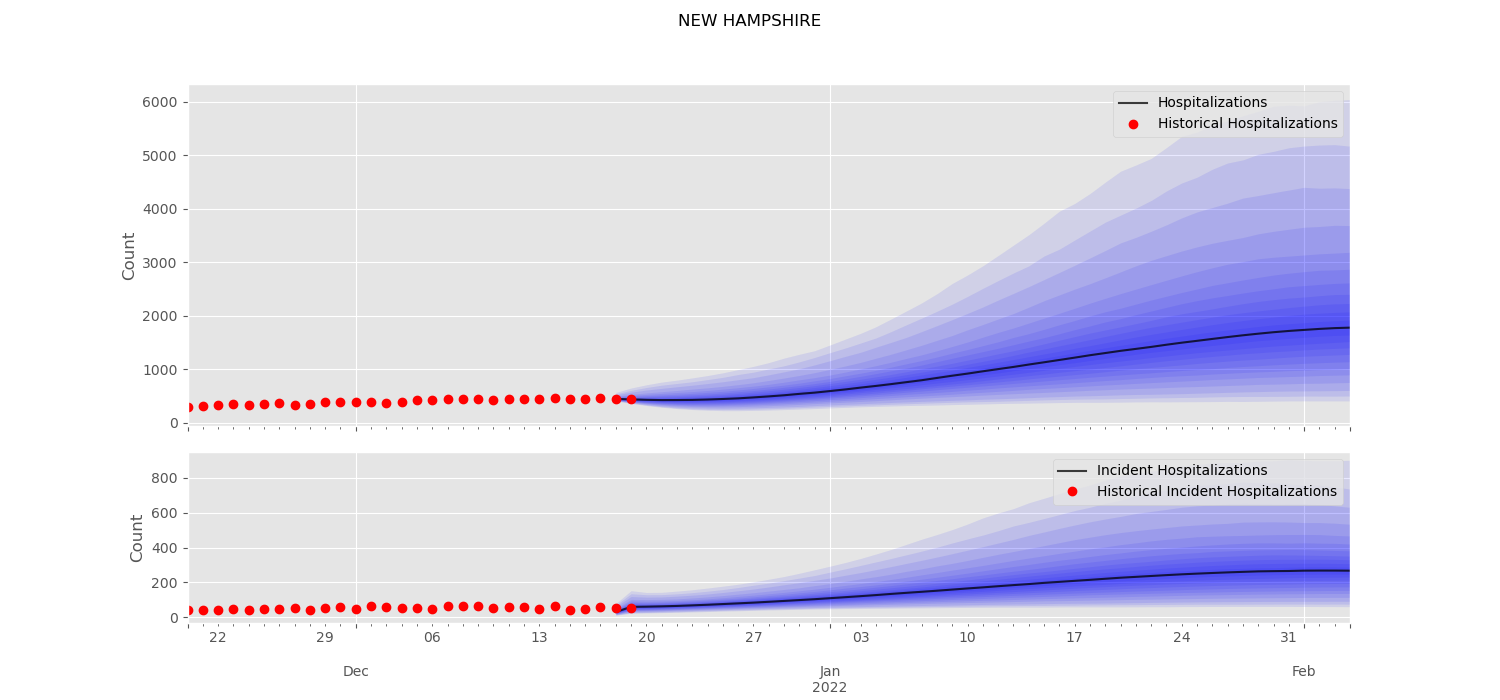 NEW HAMPSHIRE
6000
5000
4000
3000
2000
1000
0
Count
Hospitalizations
Historical Hospitalizations
800
600
400
200
0
Count
Incident Hospitalizations
Historical Incident Hospitalizations
22 29 06 13 20 27 03 10 17 24 31
Dec Jan Feb
2022